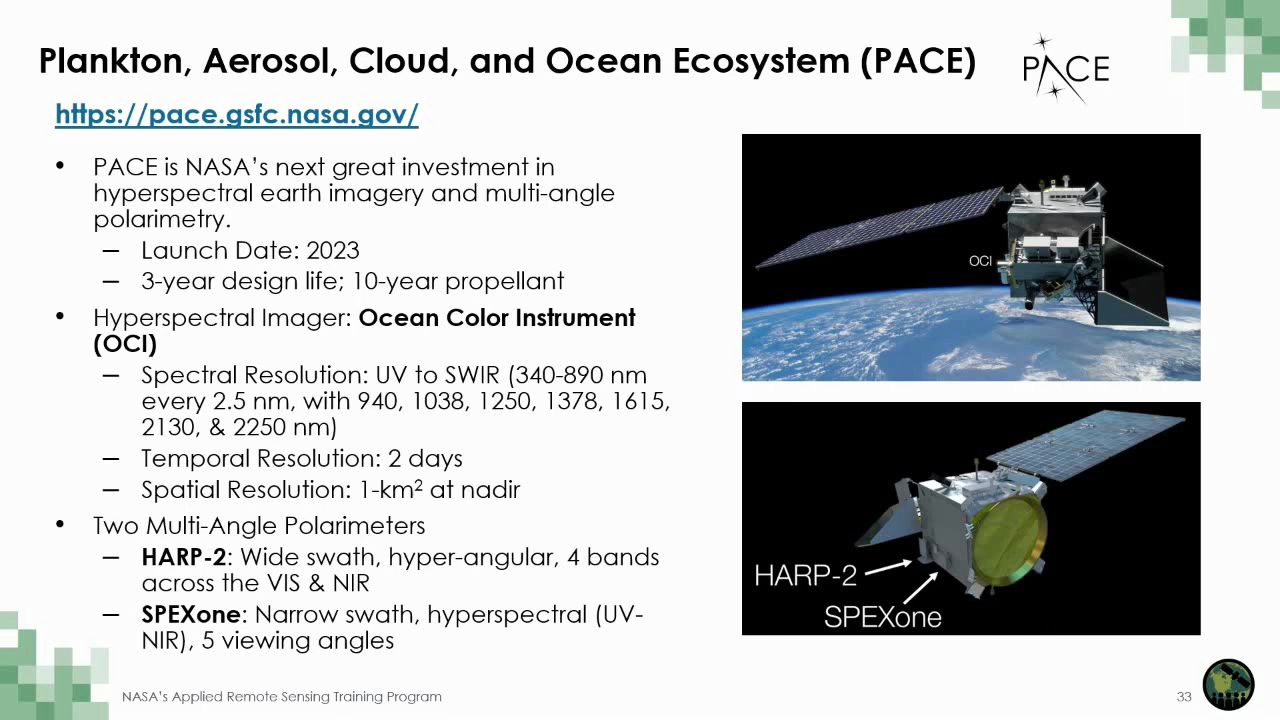 Plankton, Aerosol, Cloud, and Ocean Ecosystem (PACE)
PACE
https://pace.gsfc.nasa.gov/
• PACE is NASA’s next great investment in
hyperspectral earth imagery and multi-angle
polarimetry.
– Launch Date: 2023
– 3-year design life; 10-year propellant
• Hyperspectral Imager: Ocean Color Instrument
(OCI)
– Spectral Resolution: UV to SWIR (340-890 nm
every 2.5 nm, with 940, 1038, 1250, 1378, 1615,
2130, & 2250 nm)
– Temporal Resolution: 2 days
– Spatial Resolution: 1-km² at nadir
• Two Multi-Angle Polarimeters
– HARP-2: Wide swath, hyper-angular, 4 bands
across the VIS & NIR
– SPEXone: Narrow swath, hyperspectral (UV-
NIR), 5 viewing angles
OCI
HARP-2
SPEXone
NASA’s Applied Remote Sensing Training Program
33